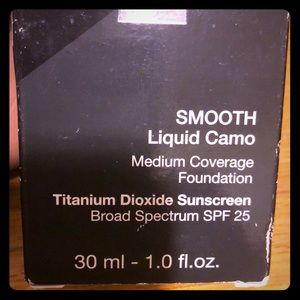 SMOOTH
Liquid Camo
Medium Coverage
Foundation
Titanium Dioxide Sunscreen
Broad Spectrum SPF 25
30 ml - 1.0 fl.oz.